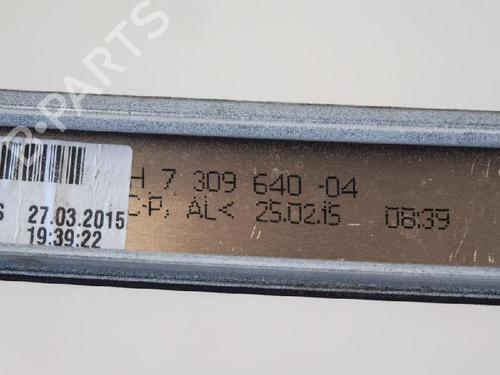 B-PARTS
H 7 309 640 -04
C-P, AL< 25.02.15 08:39
S 27.03.2015
19:39:22